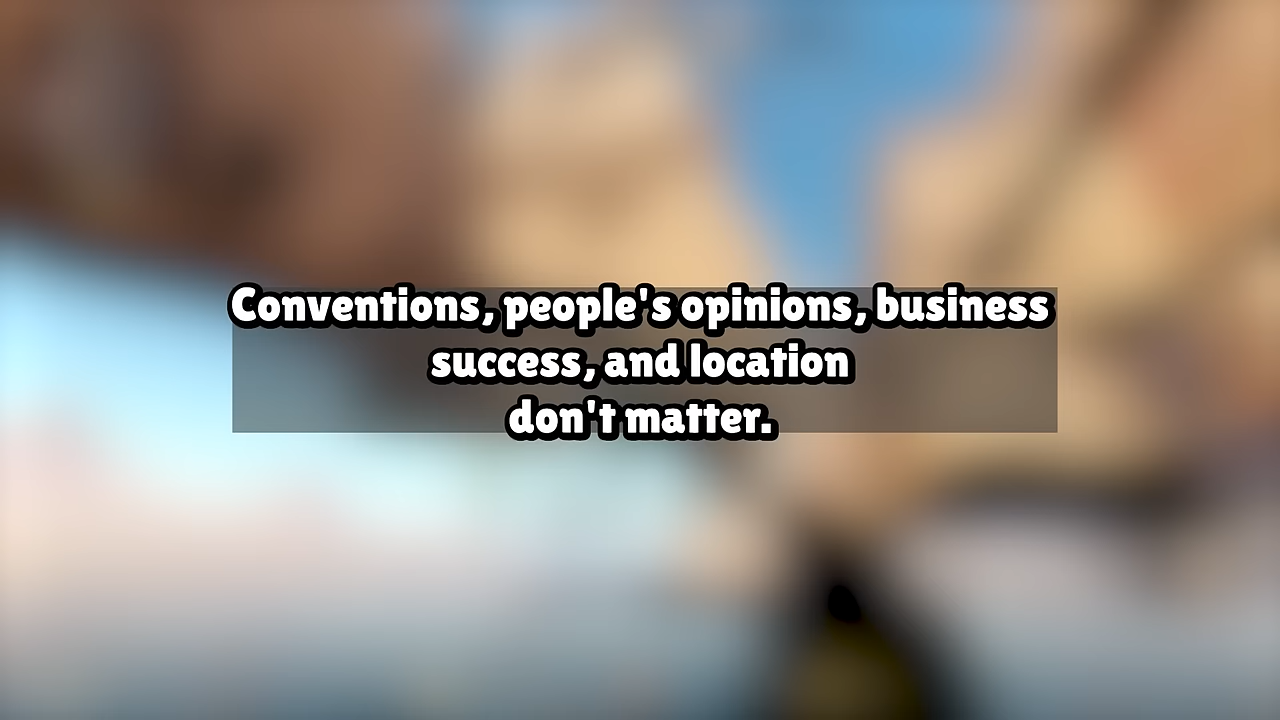 Conventions, people's opinions, business
success, and location
don't matter.